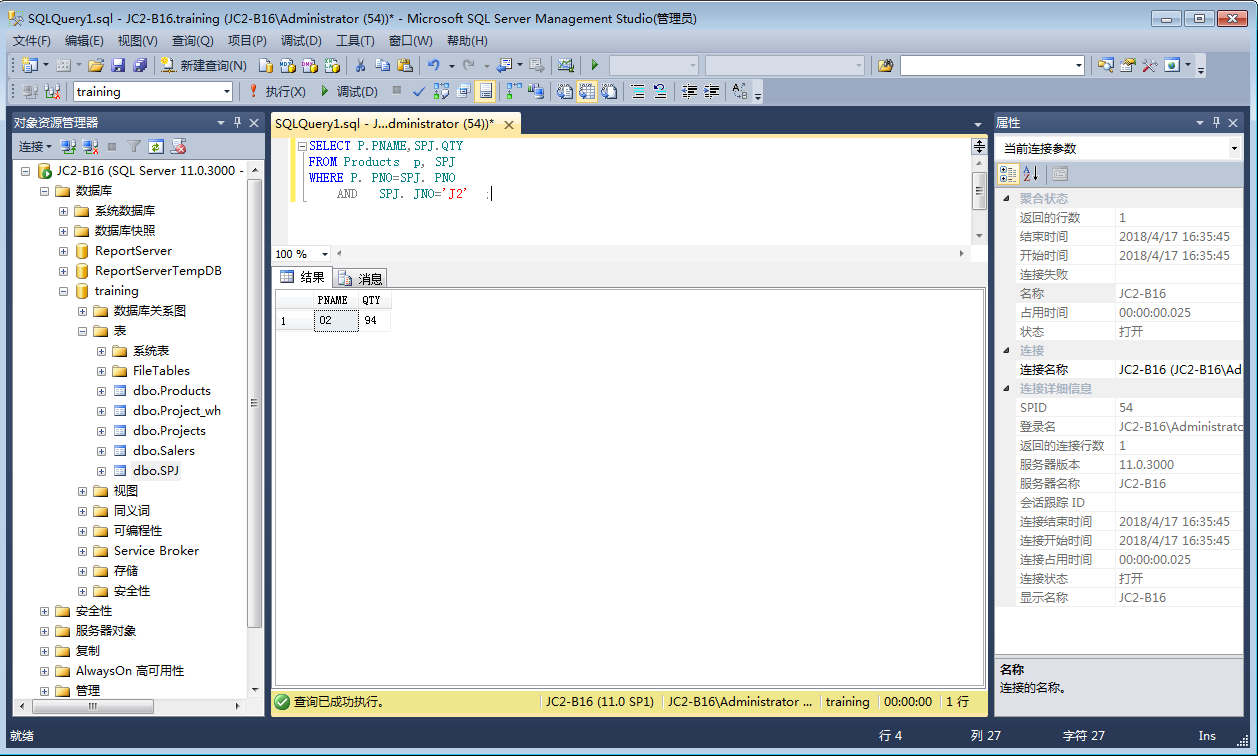 SQLQuery1.sql - JC2-B16.training (JC2-B16\Administrator (54))* - Microsoft SQL Server Management Studio(管理员)
文件(F) 编辑(E) 视图(V) 查询(Q) 项目(P) 调试(D) 工具(T) 窗口(W) 帮助(H)
新建查询(N)
training 执行(X) 调试(D)
对象资源管理器
连接
JC2-B16 (SQL Server 11.0.3000 -
数据库
系统数据库
数据库快照
ReportServer
ReportServerTempDB
training
数据库关系图
表
系统表
FileTables
dbo.Products
dbo.Project_wh
dbo.Projects
dbo.Salers
dbo.SPJ
视图
同义词
可编程性
Service Broker
存储
安全性
安全性
服务器对象
复制
AlwaysOn 高可用性
管理
SQLQuery1.sql - J...dministrator (54))*
SELECT P.PNAME,SPJ.QTY
FROM Products p, SPJ
WHERE P. PNO=SPJ. PNO
AND SPJ. JNO='J2' ;
100 %
结果 消息
PNAME QTY
1 02 94
查询已成功执行。 JC2-B16 (11.0 SP1) JC2-B16\Administrator ... training 00:00:00 1 行
属性
当前连接参数
聚合状态
返回的行数 1
结束时间 2018/4/17 16:35:45
开始时间 2018/4/17 16:35:45
连接失败
名称 JC2-B16
占用时间 00:00:00.025
状态 打开
连接
连接名称 JC2-B16 (JC2-B16\Ad
连接详细信息
SPID 54
登录名 JC2-B16\Administrato
返回的连接行数 1
服务器版本 11.0.3000
服务器名称 JC2-B16
会话跟踪 ID
连接结束时间 2018/4/17 16:35:45
连接开始时间 2018/4/17 16:35:45
连接占用时间 00:00:00.025
连接状态 打开
显示名称 JC2-B16
名称
连接的名称。
就绪 行 4 列 27 字符 27 Ins